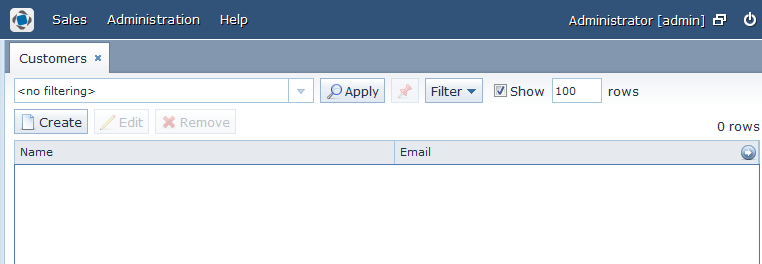 Sales Administration Help Administrator [admin]
Customers
<no filtering> Apply Filter Show 100 rows
Create Edit Remove 0 rows
Name Email